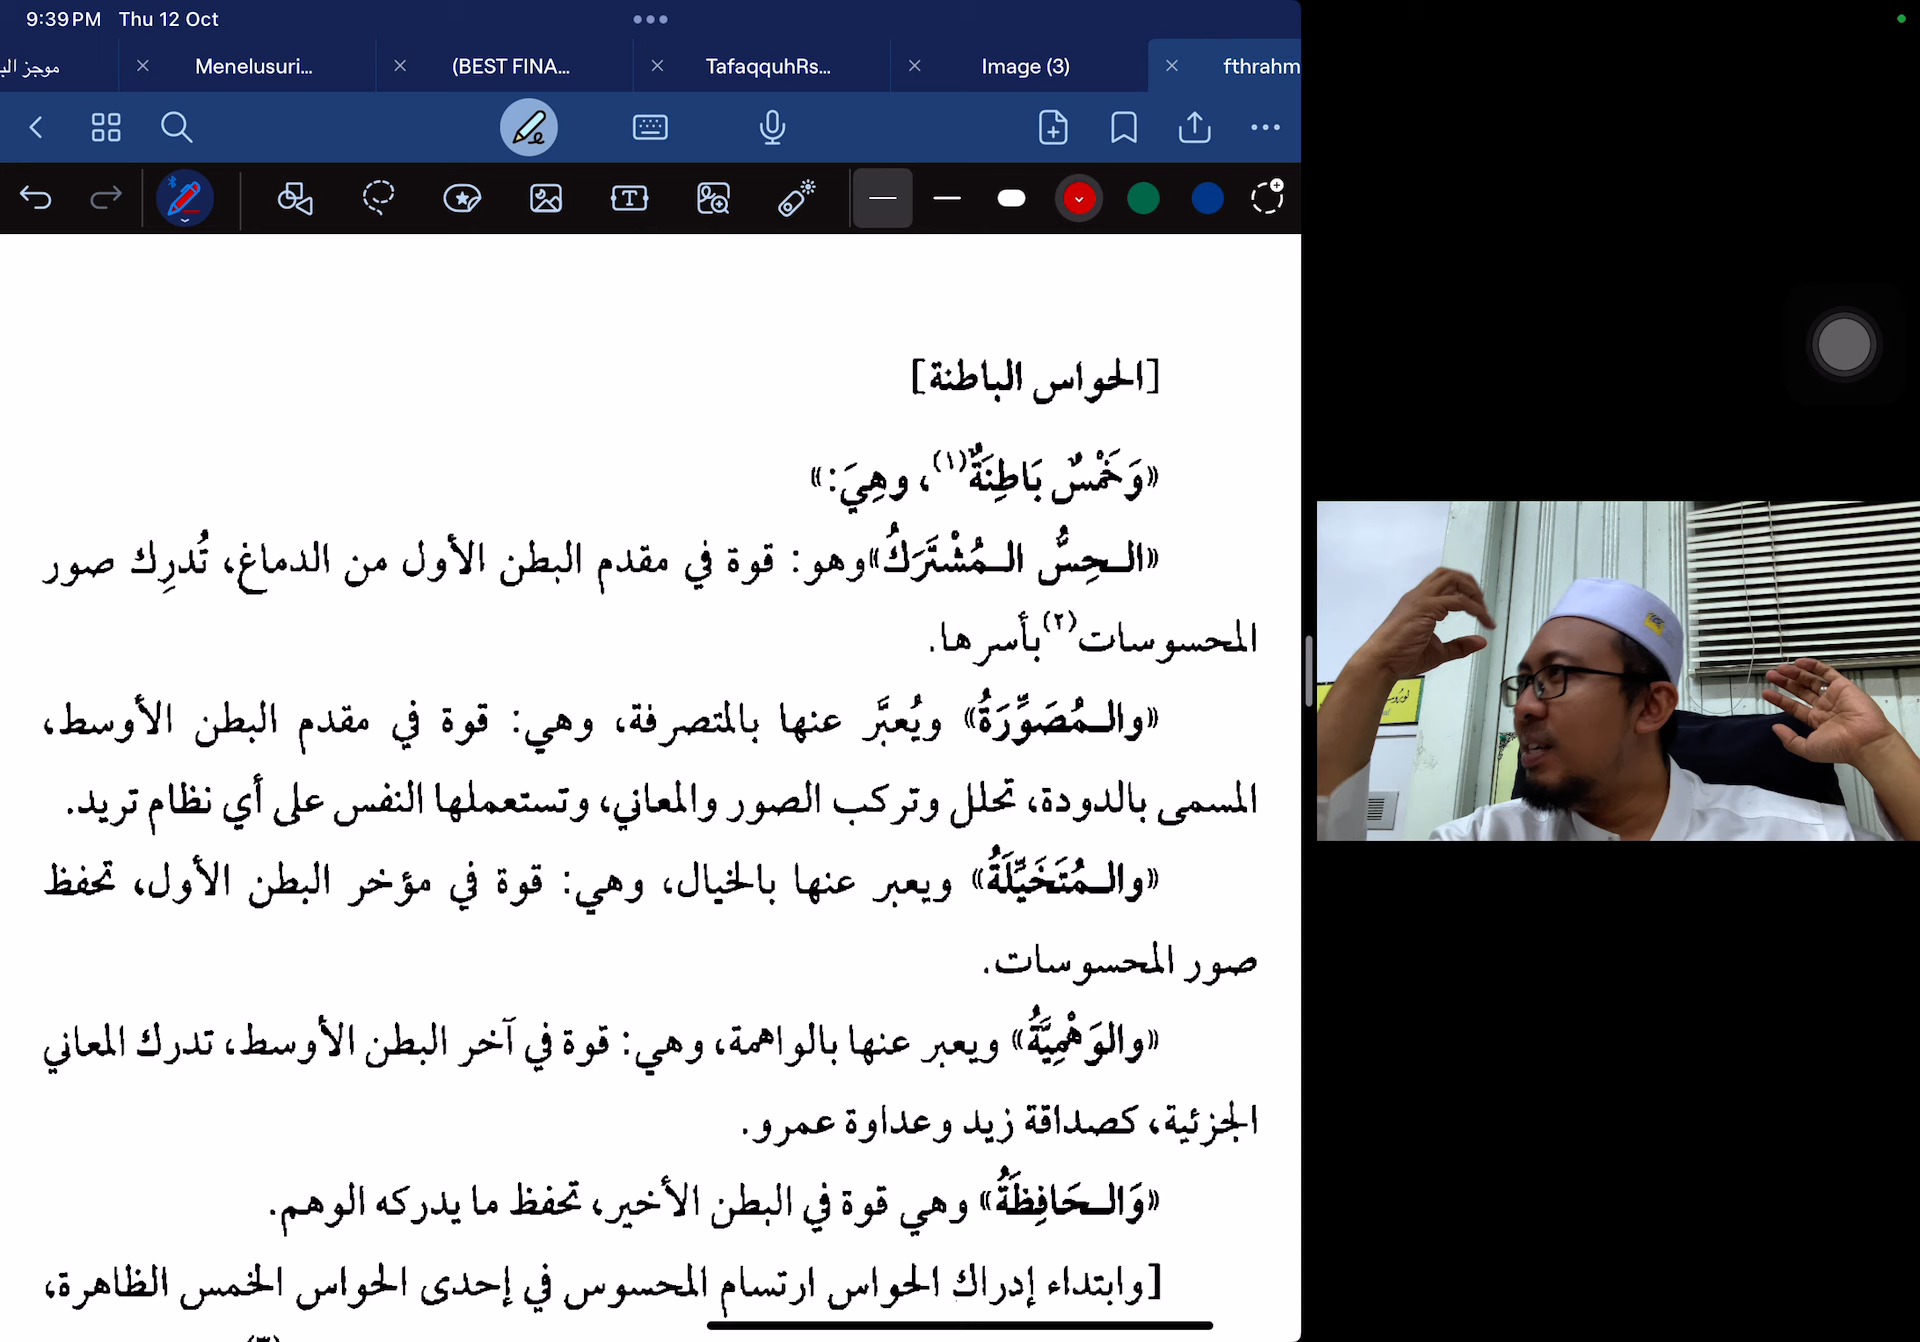 9:39 PM Thu 12 Oct
Menelusuri...
(BEST FINA...
TafaqquhRs...
Image (3)
fthrahm
[الحواس الباطنة]
«وَخَمْسٌ بَاطِنَةٌ(١)، وهِيَ:»
«الـحِسُّ الـمُشْتَرَكُ» وهو: قوة في مقدم البطن الأول من الدماغ، تُدرِك صور
المحسوسات(٢) بأسرها.
«والـمُصَوِّرَةُ» ويُعبَّر عنها بالمتصرفة، وهي: قوة في مقدم البطن الأوسط،
المسمى بالدودة، تحلل وتركب الصور والمعاني، وتستعملها النفس على أي نظام تريد.
«والـمُتَخَيِّلَةُ» ويعبر عنها بالخيال، وهي: قوة في مؤخر البطن الأول، تحفظ
صور المحسوسات.
«والوَهْمِيَّةُ» ويعبر عنها بالواهمة، وهي: قوة في آخر البطن الأوسط، تدرك المعاني
الجزئية، كصداقة زيد وعداوة عمرو.
«وَالـحَافِظَةُ» وهي قوة في البطن الأخير، تحفظ ما يدركه الوهم.
[وابتداء إدراك الحواس ارتسام المحسوس في إحدى الحواس الخمس الظاهرة،